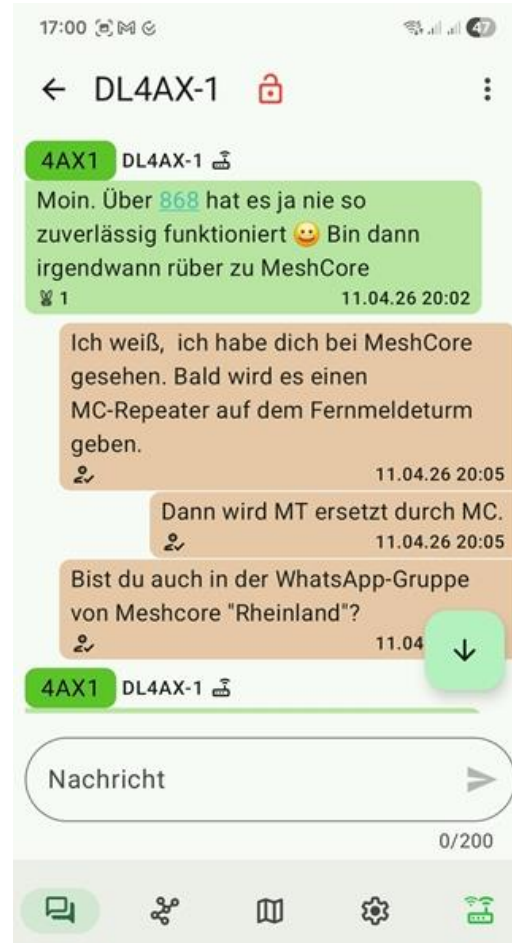 17:00
47
DL4AX-1
4AX1 DL4AX-1
Moin. Über 868 hat es ja nie so
zuverlässig funktioniert 😀 Bin dann
irgendwann rüber zu MeshCore
1 11.04.26 20:02
Ich weiß, ich habe dich bei MeshCore
gesehen. Bald wird es einen
MC-Repeater auf dem Fernmeldeturm
geben.
11.04.26 20:05
Dann wird MT ersetzt durch MC.
11.04.26 20:05
Bist du auch in der WhatsApp-Gruppe
von Meshcore "Rheinland"?
11.04
4AX1 DL4AX-1
Nachricht
0/200